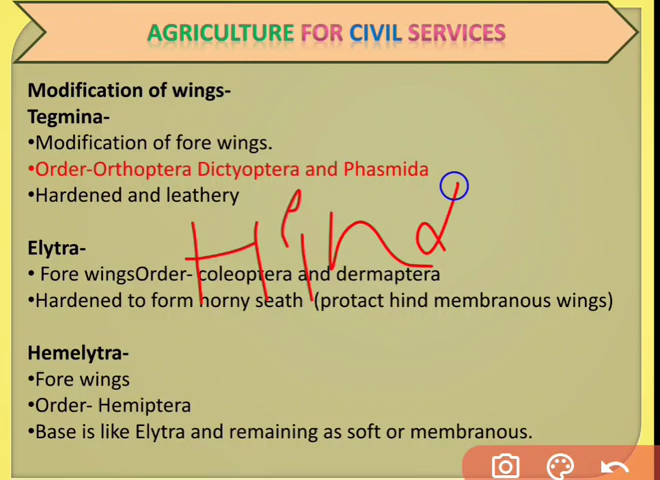 AGRICULTURE FOR CIVIL SERVICES
Modification of wings-
Tegmina-
•Modification of fore wings.
•Order-Orthoptera Dictyoptera and Phasmida
•Hardened and leathery
Hind
Elytra-
• Fore wingsOrder- coleoptera and dermaptera
•Hardened to form horny seath (protact hind membranous wings)
Hemelytra-
•Fore wings
•Order- Hemiptera
•Base is like Elytra and remaining as soft or membranous.